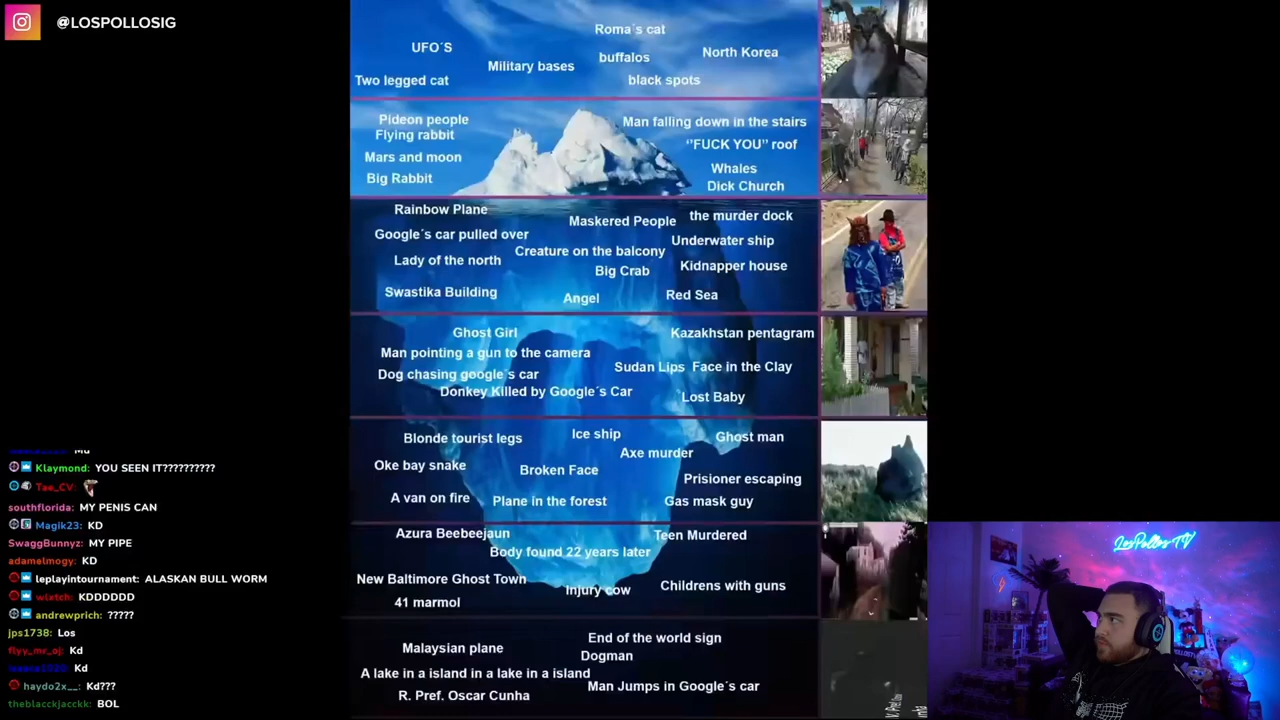 @LOSPOLLOSIG
Roma´s cat
UFO´S
North Korea
buffalos
Military bases
Two legged cat
black spots
Pideon people
Man falling down in the stairs
Flying rabbit
“FUCK YOU” roof
Mars and moon
Whales
Big Rabbit
Dick Church
Rainbow Plane
the murder dock
Maskered People
Google´s car pulled over
Underwater ship
Creature on the balcony
Lady of the north
Kidnapper house
Big Crab
Swastika Building
Red Sea
Angel
Ghost Girl
Kazakhstan pentagram
Man pointing a gun to the camera
Sudan Lips
Face in the Clay
Dog chasing google´s car
Donkey Killed by Google´s Car
Lost Baby
Blonde tourist legs
Ice ship
Ghost man
Axe murder
Oke bay snake
Broken Face
Prisioner escaping
A van on fire
Plane in the forest
Gas mask guy
Azura Beebeejaun
Teen Murdered
Body found 22 years later
New Baltimore Ghost Town
Injury cow
Childrens with guns
41 marmol
Malaysian plane
End of the world sign
Dogman
A lake in a island in a lake in a island
Man Jumps in Google´s car
R. Pref. Oscar Cunha
Klaymond: YOU SEEN IT??????????
Tae_CV:
southflorida: MY PENIS CAN
Magik23: KD
SwaggBunnyz: MY PIPE
adamelmogy: KD
leplayintournament: ALASKAN BULL WORM
wlxtch: KDDDDDD
andrewprich: ?????
jps1738: Los
flyy_mr_oj: Kd
Kd
haydo2x__: Kd???
theblacckjacckk: BOL
LosPollos TV